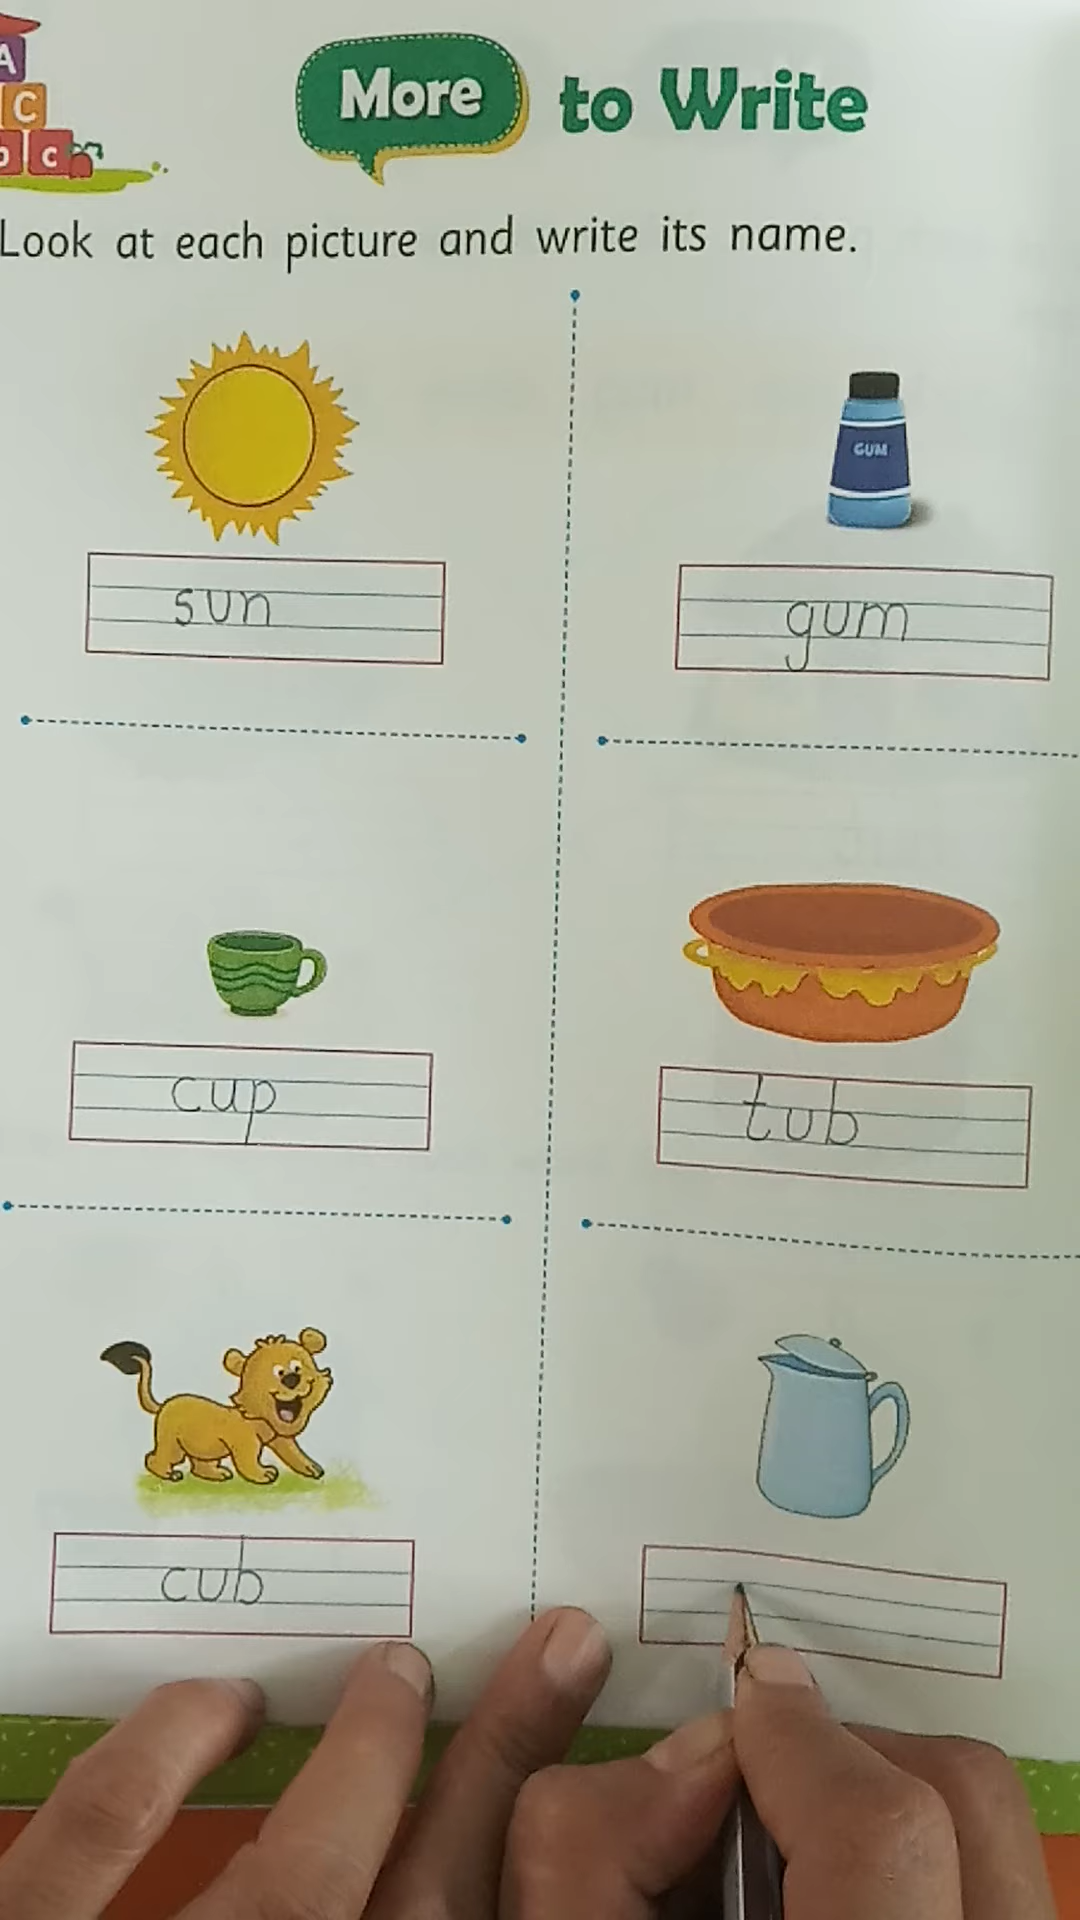 A
C
b c
More to Write
Look at each picture and write its name.
GUM
sun
gum
cup
tub
cub